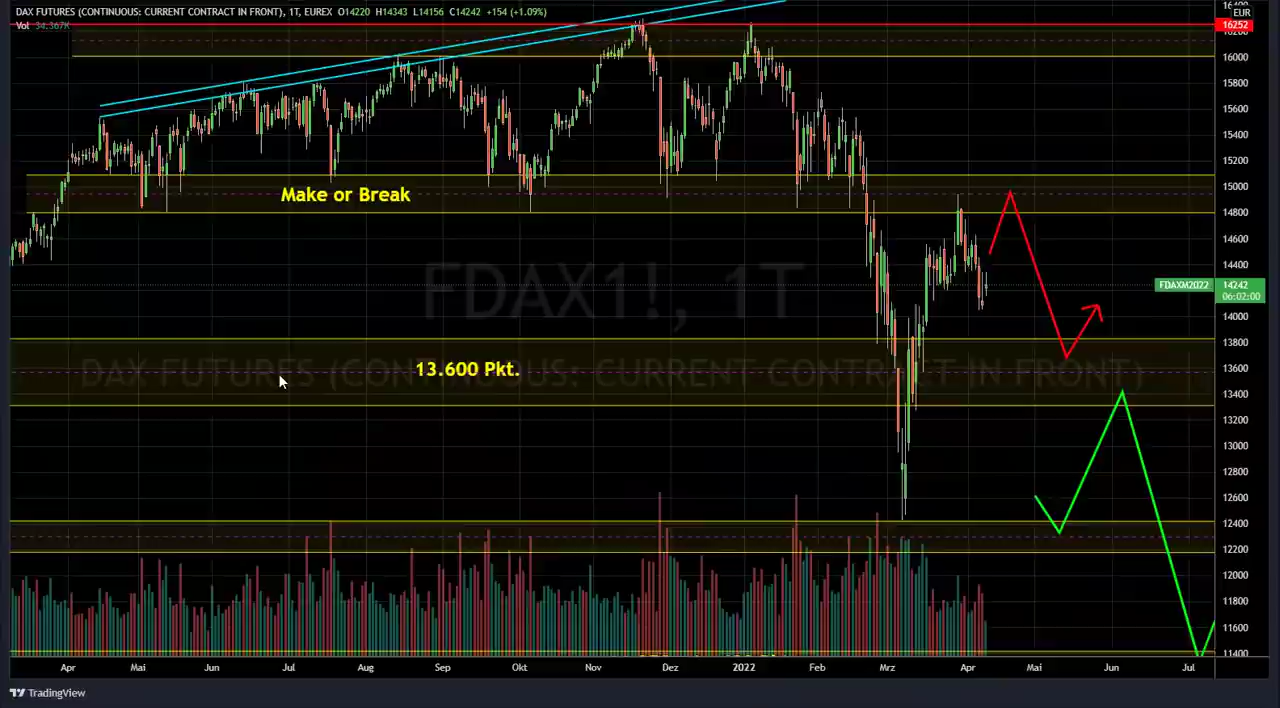 DAX FUTURES (CONTINUOUS: CURRENT CONTRACT IN FRONT), 1T, EUREX O14220 H14343 L14156 C14242 +154 (+1.09%)
Vol 34.367K
EUR
16400
16252
16200
16000
15800
15600
15400
15200
15000
Make or Break
14800
14600
14400
FDAX1!, 1T
FDAXM2022 14242
06:02:00
14000
13800
DAX FUTURES (CONTINUOUS: CURRENT CONTRACT IN FRONT)
13.600 Pkt.
13600
13400
13200
13000
12800
12600
12400
12200
12000
11800
11600
11400
Apr Mai Jun Jul Aug Sep Okt Nov Dez 2022 Feb Mrz Apr Mai Jun Jul
TradingView